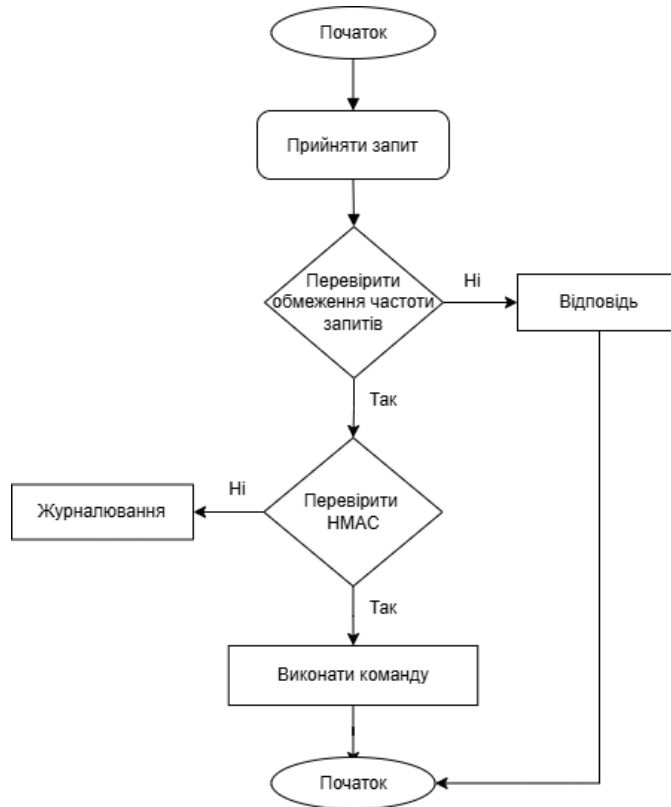 Початок
Прийняти запит
Перевірити
обмеження частоти
запитів
Ні
Відповідь
Так
Ні
Журналювання
Перевірити
HMAC
Так
Виконати команду
Початок